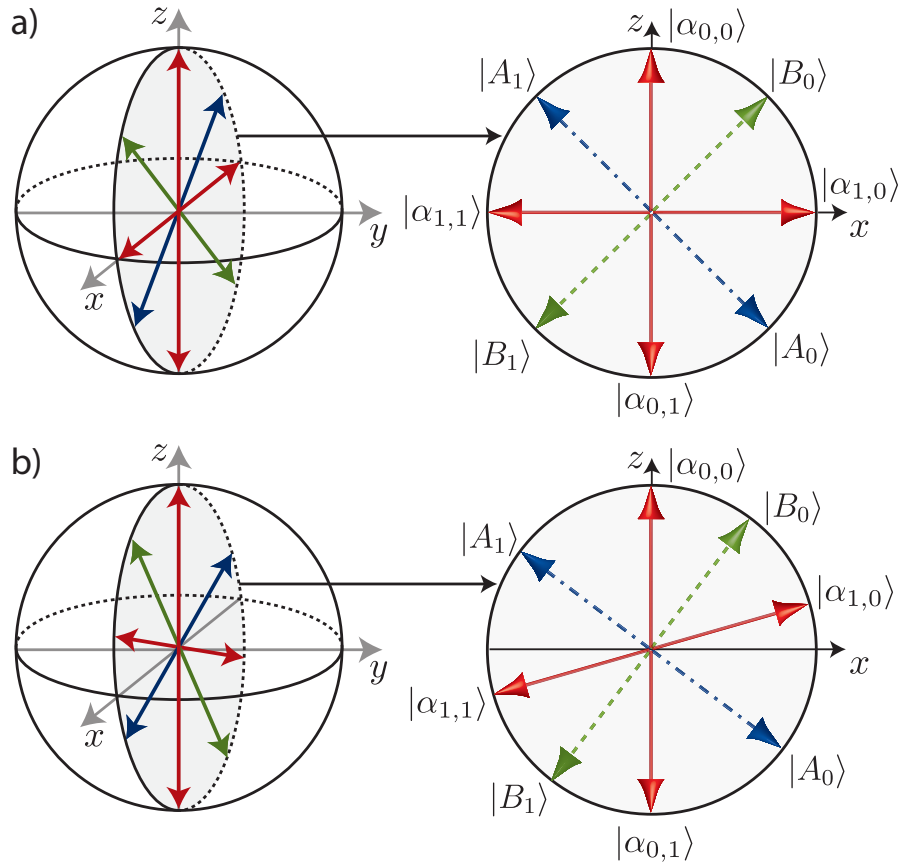 a)
z
y
x
z
|α₀,₀⟩
|A₁⟩
|B₀⟩
|α₁,₁⟩
|α₁,₀⟩
x
|B₁⟩
|A₀⟩
|α₀,₁⟩
b)
z
y
x
z
|α₀,₀⟩
|A₁⟩
|B₀⟩
|α₁,₀⟩
x
|α₁,₁⟩
|B₁⟩
|A₀⟩
|α₀,₁⟩